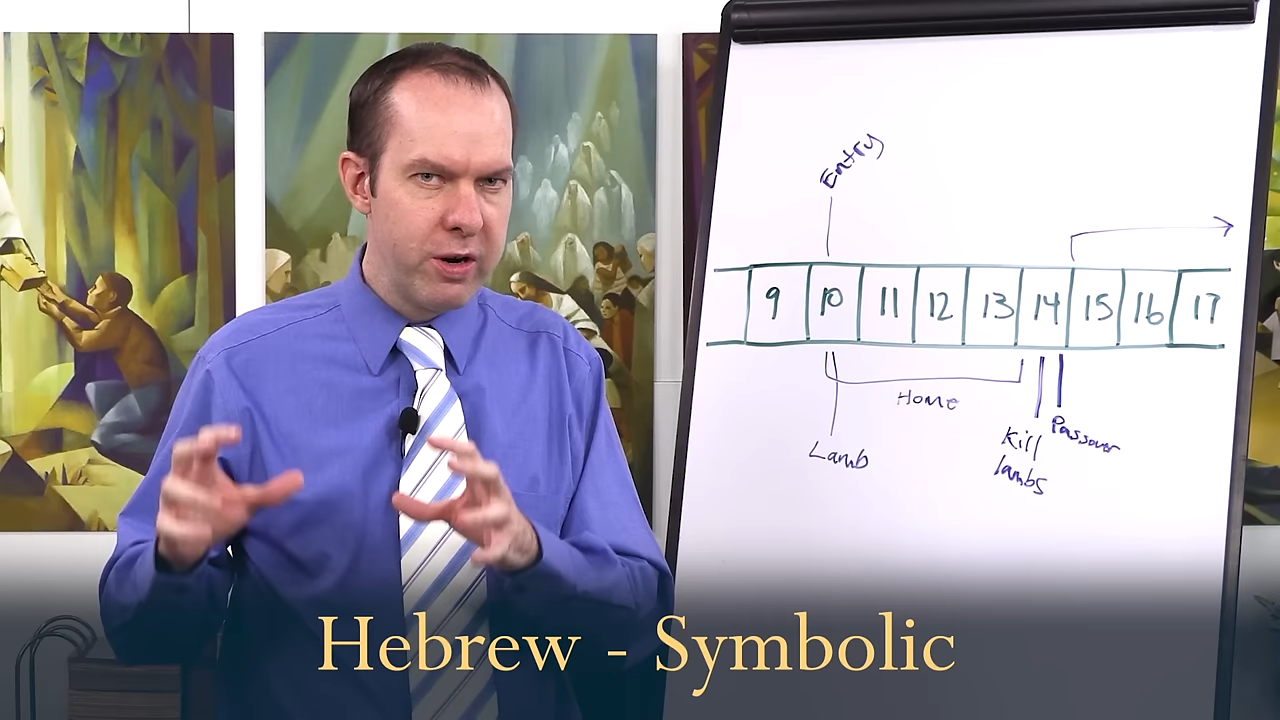 Entry
9 10 11 12 13 14 15 16 17
Home
Lamb
Kill
lambs
Passover
Hebrew - Symbolic